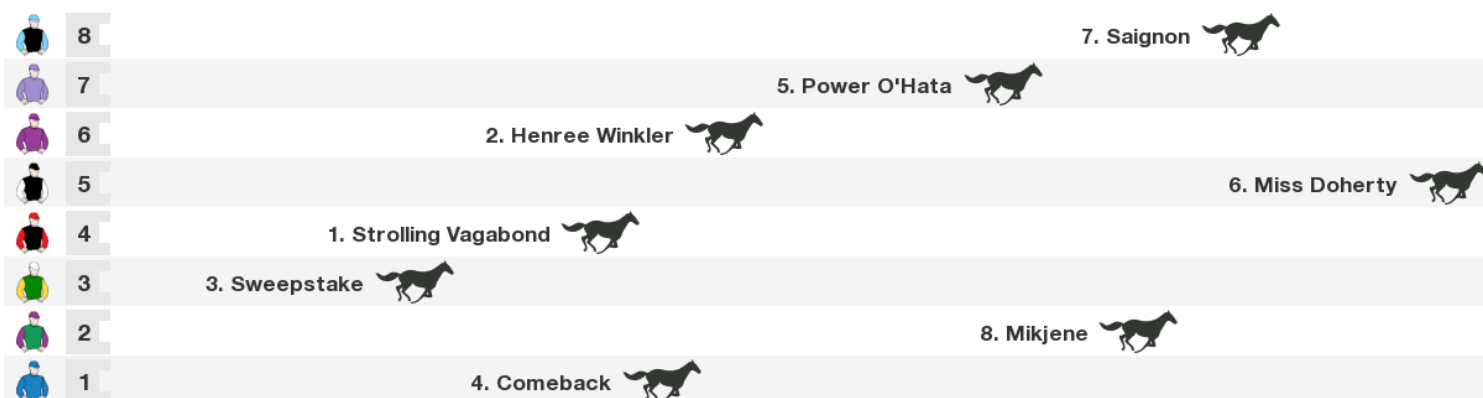 8 7. Saignon
7 5. Power O'Hata
6 2. Henree Winkler
5 6. Miss Doherty
4 1. Strolling Vagabond
3 3. Sweepstake
2 8. Mikjene
1 4. Comeback